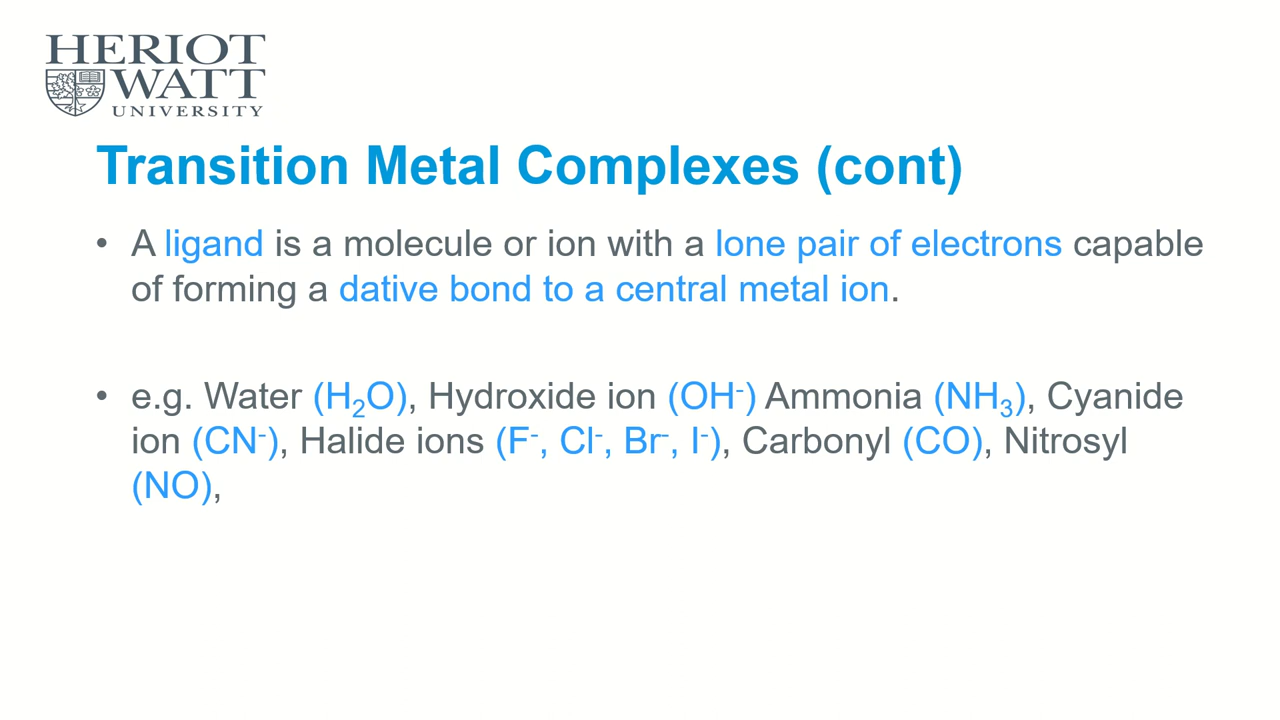 HERIOT
WATT
UNIVERSITY
Transition Metal Complexes (cont)
• A ligand is a molecule or ion with a lone pair of electrons capable
of forming a dative bond to a central metal ion.
• e.g. Water (H₂O), Hydroxide ion (OH⁻) Ammonia (NH₃), Cyanide
ion (CN⁻), Halide ions (F⁻, Cl⁻, Br⁻, I⁻), Carbonyl (CO), Nitrosyl
(NO),